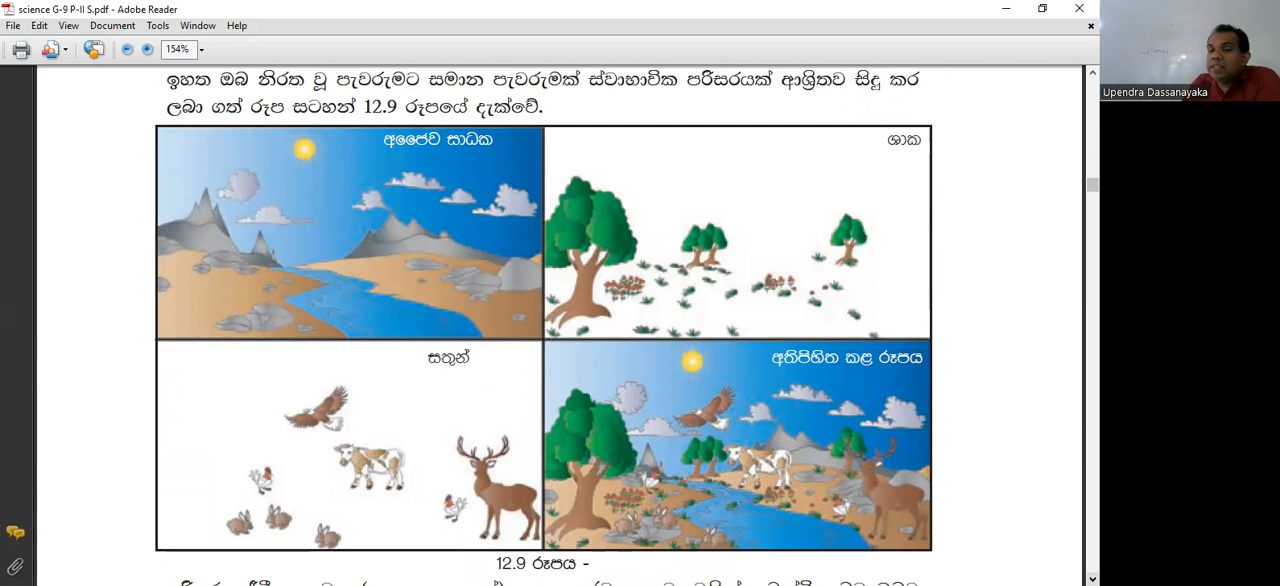 science G-9 P-II S.pdf - Adobe Reader
File Edit View Document Tools Window Help
154%
Upendra Dassanayaka
ඉහත ඔබ නිරත වූ පැවරුමට සමාන පැවරුමක් ස්වාභාවික පරිසරයක් ආශ්‍රිතව සිදු කර
ලබා ගත් රූප සටහන් 12.9 රූපයේ දැක්වේ.
අජෛව සාධක
ශාක
සතුන්
අතිපිහිත කළ රූපය
12.9 රූපය -